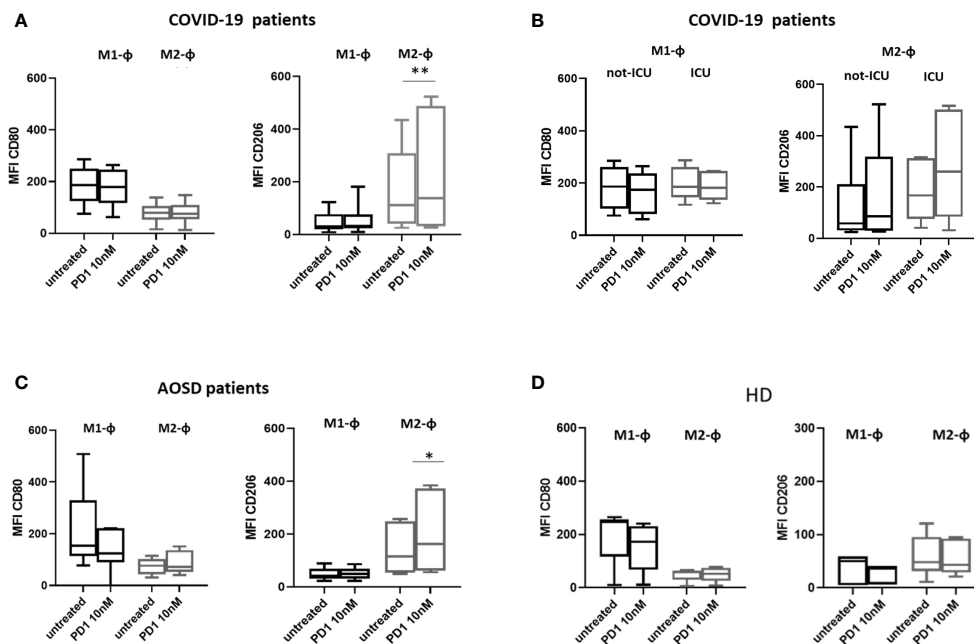 A
COVID-19 patients
M1-ɸ M2-ɸ
MFI CD80
600
400
200
0
untreated
PD1 10nM
untreated
PD1 10nM
M1-ɸ M2-ɸ
**
MFI CD206
600
400
200
0
untreated
PD1 10nM
untreated
PD1 10nM
B
COVID-19 patients
M1-ɸ
not-ICU ICU
MFI CD80
600
400
200
0
untreated
PD1 10nM
untreated
PD1 10nM
M2-ɸ
not-ICU ICU
MFI CD206
600
400
200
0
untreated
PD1 10nM
untreated
PD1 10nM
C
AOSD patients
M1-ɸ M2-ɸ
MFI CD80
600
400
200
0
untreated
PD1 10nM
untreated
PD1 10nM
M1-ɸ M2-ɸ
*
MFI CD206
600
400
200
0
untreated
PD1 10nM
untreated
PD1 10nM
D
HD
M1-ɸ M2-ɸ
MFI CD80
600
400
200
0
untreated
PD1 10nM
untreated
PD1 10nM
M1-ɸ M2-ɸ
MFI CD206
300
200
100
0
untreated
PD1 10nM
untreated
PD1 10nM